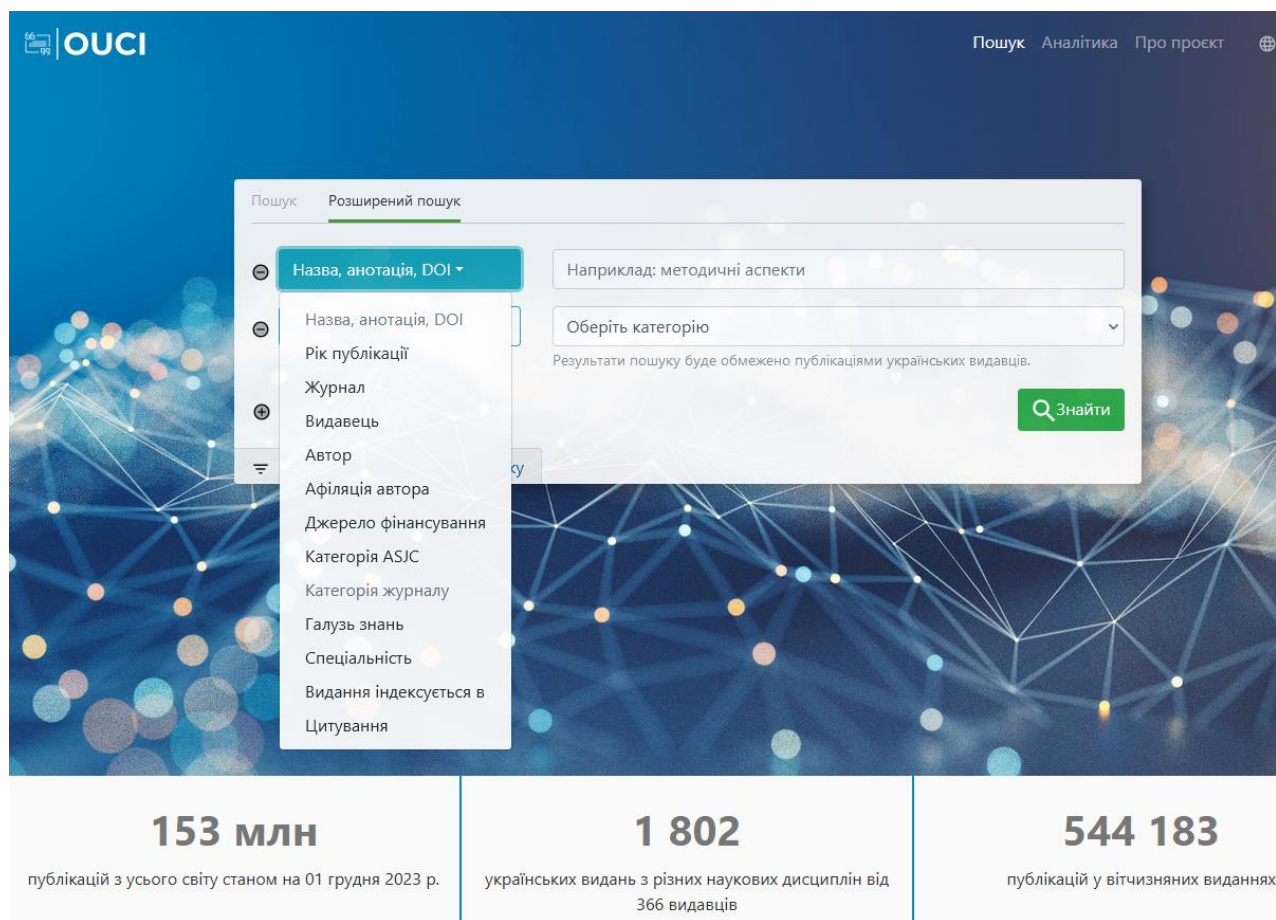 66
99
OUCI
Пошук Аналітика Про проєкт
Пошук Розширений пошук
Назва, анотація, DOI
Наприклад: методичні аспекти
Оберіть категорію
Результати пошуку буде обмежено публікаціями українських видавців.
Знайти
ку
Назва, анотація, DOI
Рік публікації
Журнал
Видавець
Автор
Афіляція автора
Джерело фінансування
Категорія ASJC
Категорія журналу
Галузь знань
Спеціальність
Видання індексується в
Цитування
153 млн
публікацій з усього світу станом на 01 грудня 2023 р.
1 802
українських видань з різних наукових дисциплін від
366 видавців
544 183
публікацій у вітчизняних виданнях